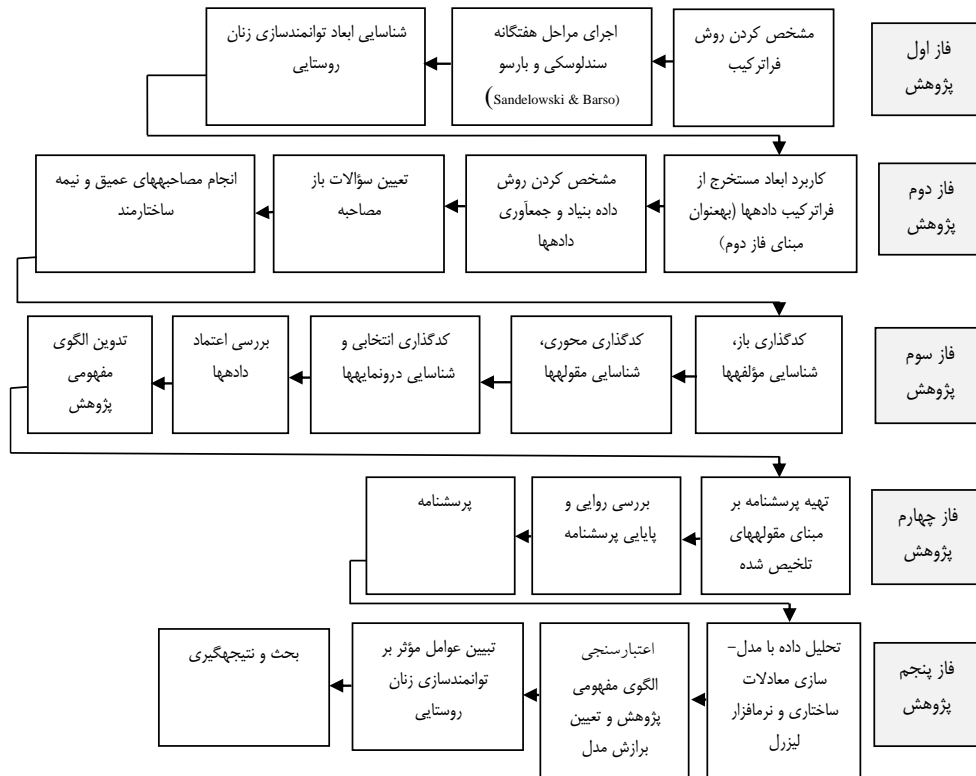 فاز اول
پژوهش
مشخص کردن روش
فراترکیب
اجرای مراحل هفتگانه
سندلوسکی و بارسو
(Sandelowski & Barso)
شناسایی ابعاد توانمندسازی زنان
روستایی
فاز دوم
پژوهش
کاربرد ابعاد مستخرج از
فراترکیب دادهها (بهعنوان
مبنای فاز دوم)
مشخص کردن روش
داده بنیاد و جمعآوری
دادهها
تعیین سؤالات باز
مصاحبه
انجام مصاحبههای عمیق و نیمه
ساختارمند
فاز سوم
پژوهش
کدگذاری باز،
شناسایی مؤلفهها
کدگذاری محوری،
شناسایی مقولهها
کدگذاری انتخابی و
شناسایی درونمایهها
بررسی اعتماد
دادهها
تدوین الگوی
مفهومی
پژوهش
فاز چهارم
پژوهش
تهیه پرسشنامه بر
مبنای مقولههای
تلخیص شده
بررسی روایی و
پایایی پرسشنامه
پرسشنامه
فاز پنجم
پژوهش
تحلیل داده با مدل-
سازی معادلات
ساختاری و نرمافزار
لیزرل
اعتبارسنجی
الگوی مفهومی
پژوهش و تعیین
برازش مدل
تبیین عوامل مؤثر بر
توانمندسازی زنان
روستایی
بحث و نتیجهگیری